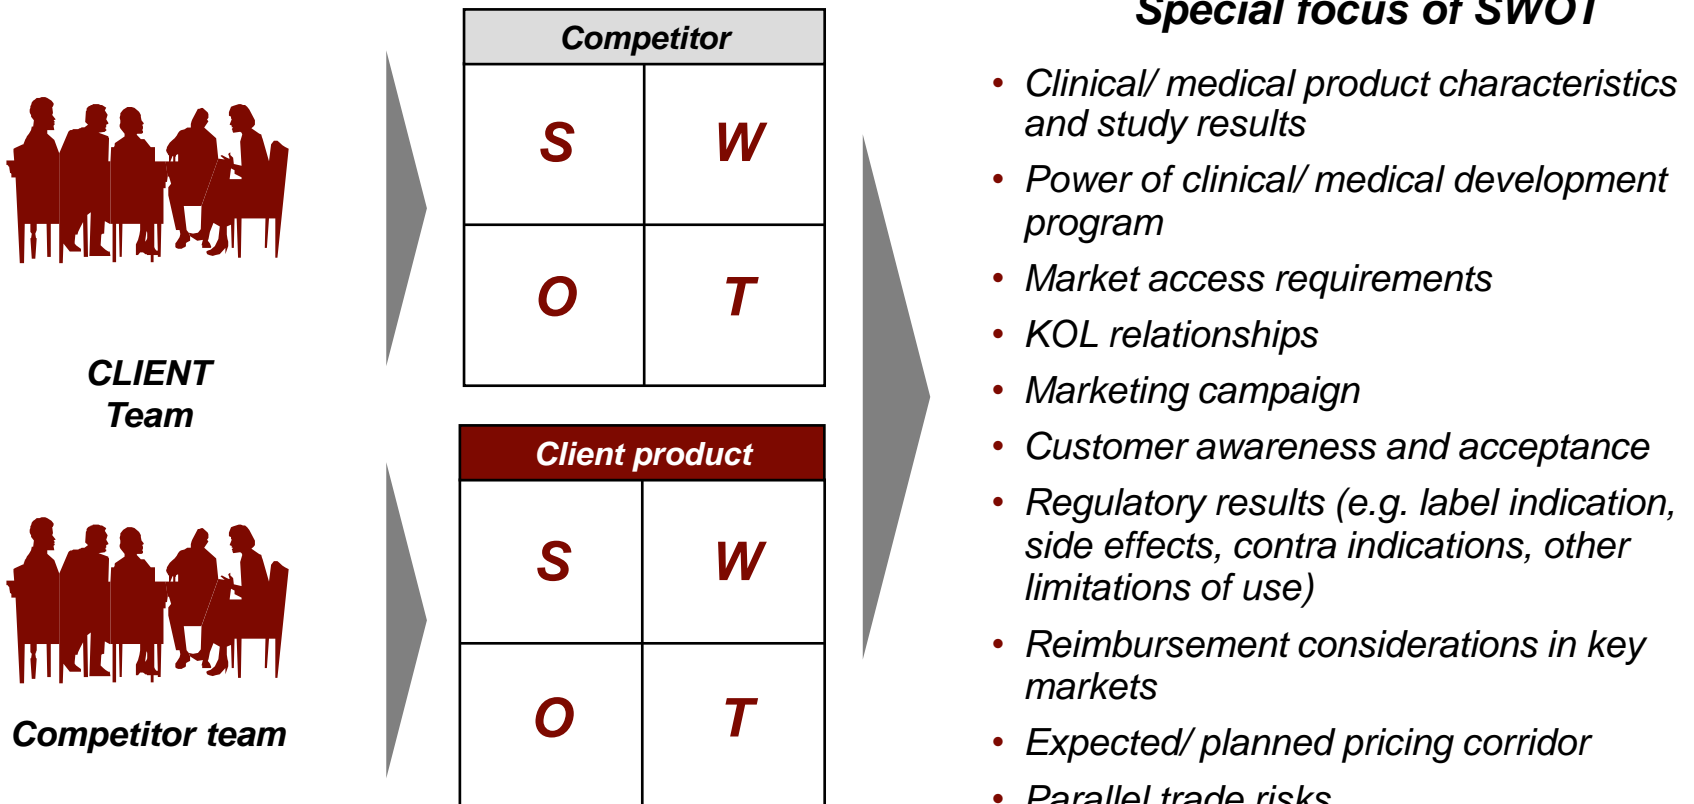 CLIENT
Team
Competitor team
Competitor
S W
O T
Client product
S W
O T
Special focus of SWOT
• Clinical/ medical product characteristics
and study results
• Power of clinical/ medical development
program
• Market access requirements
• KOL relationships
• Marketing campaign
• Customer awareness and acceptance
• Regulatory results (e.g. label indication,
side effects, contra indications, other
limitations of use)
• Reimbursement considerations in key
markets
• Expected/ planned pricing corridor
• Parallel trade risks